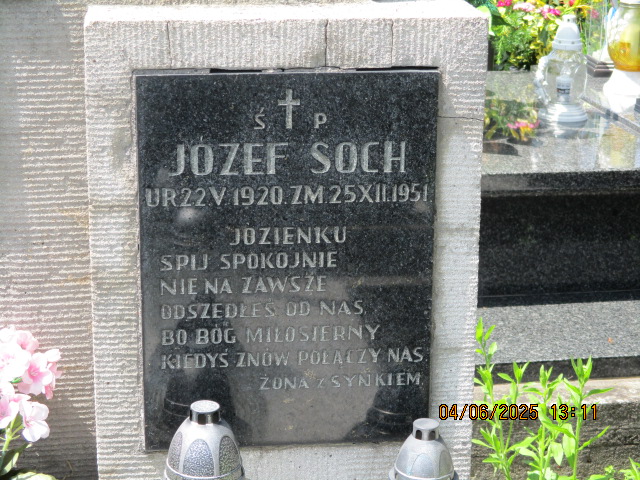 Ś P
JÓZEF SOCH
UR.22.V.1920.ZM.25.XII.1951
JÓZIENKU
ŚPIJ SPOKOJNIE
NIE NA ZAWSZE
ODSZEDŁEŚ OD NAS,
BO BÓG MIŁOSIERNY
KIEDYŚ ZNÓW POŁĄCZY NAS.
ŻONA z SYNKIEM.
04/06/2025 13:11